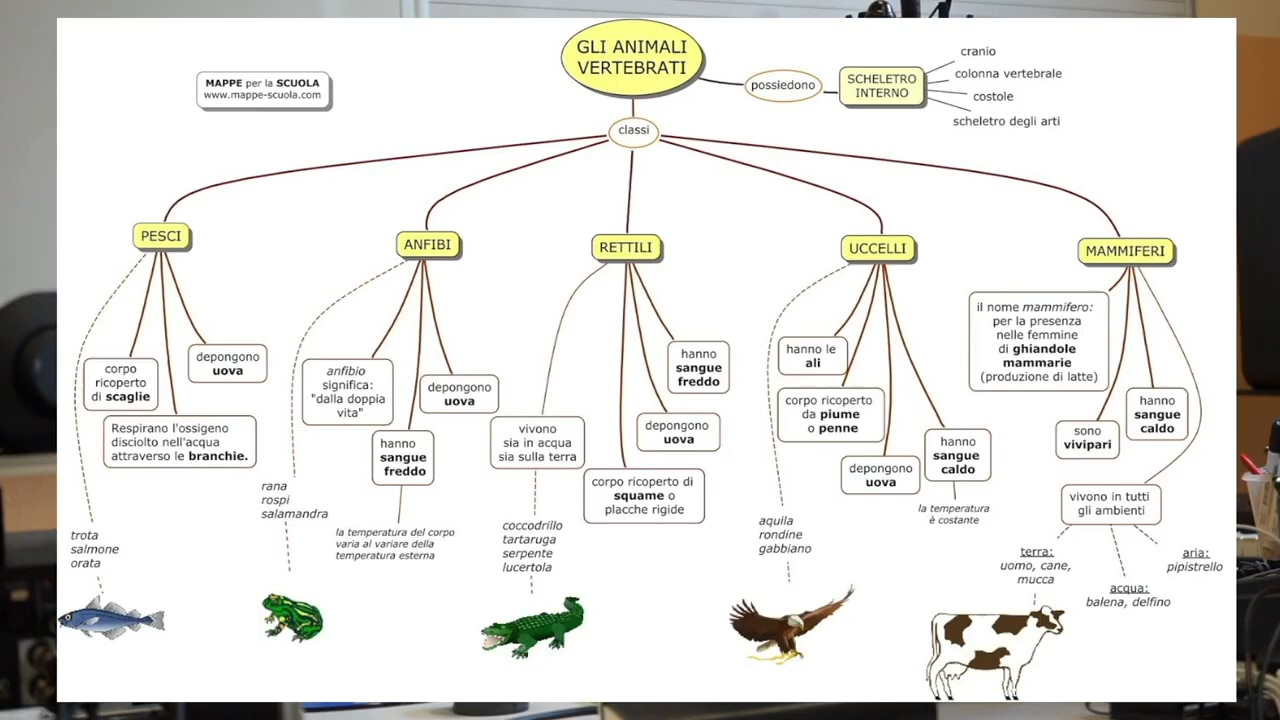 GLI ANIMALI
VERTEBRATI
MAPPE per la SCUOLA
www.mappe-scuola.com
possiedono
SCHELETRO
INTERNO
cranio
colonna vertebrale
costole
scheletro degli arti
classi
PESCI
corpo
ricoperto
di scaglie
Respirano l'ossigeno
disciolto nell'acqua
attraverso le branchie.
depongono
uova
trota
salmone
orata
ANFIBI
anfibio
significa:
"dalla doppia
vita"
hanno
sangue
freddo
la temperatura del corpo
varia al variare della
temperatura esterna
depongono
uova
rana
rospi
salamandra
RETTILI
vivono
sia in acqua
sia sulla terra
coccodrillo
tartaruga
serpente
lucertola
corpo ricoperto di
squame o
placche rigide
depongono
uova
hanno
sangue
freddo
UCCELLI
hanno le
ali
corpo ricoperto
da piume
o penne
depongono
uova
hanno
sangue
caldo
la temperatura
è costante
aquila
rondine
gabbiano
MAMMIFERI
il nome mammifero:
per la presenza
nelle femmine
di ghiandole
mammarie
(produzione di latte)
sono
vivipari
hanno
sangue
caldo
vivono in tutti
gli ambienti
terra:
uomo, cane,
mucca
acqua:
balena, delfino
aria:
pipistrello